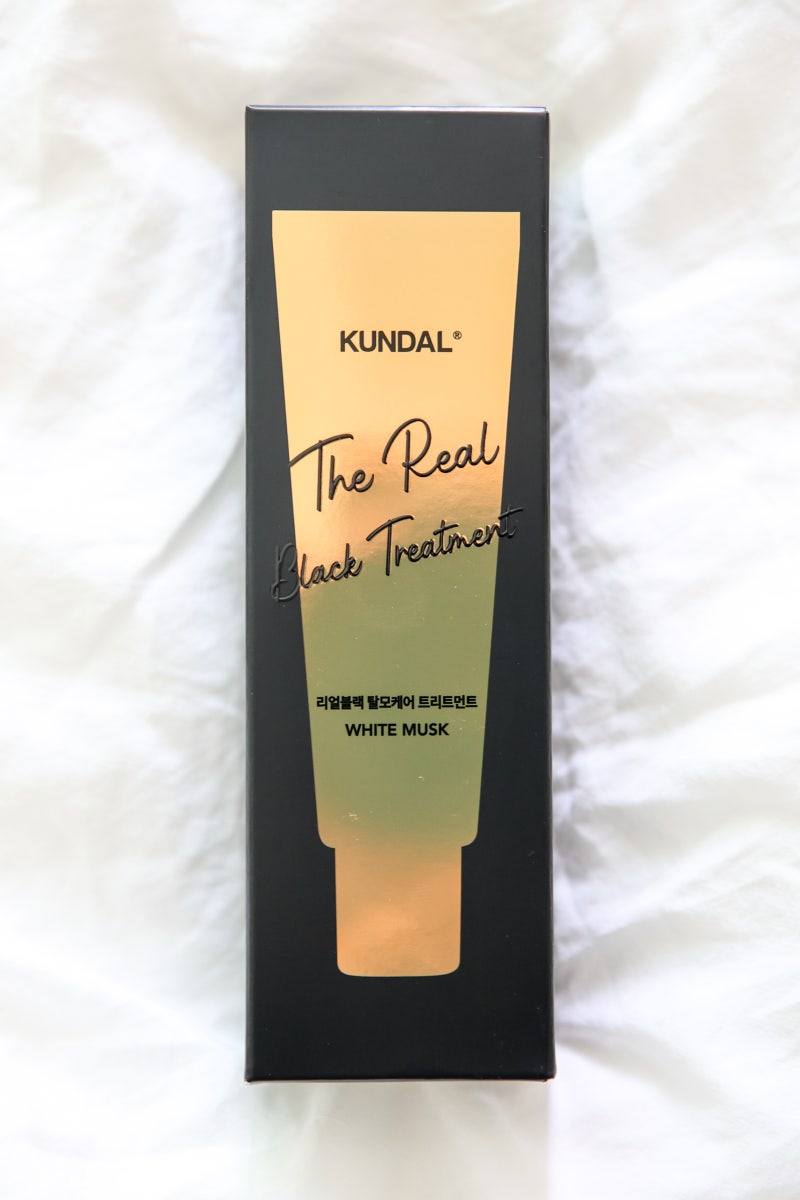 KUNDAL®
The Real
Black Treatment
리얼블랙 탈모케어 트리트먼트
WHITE MUSK